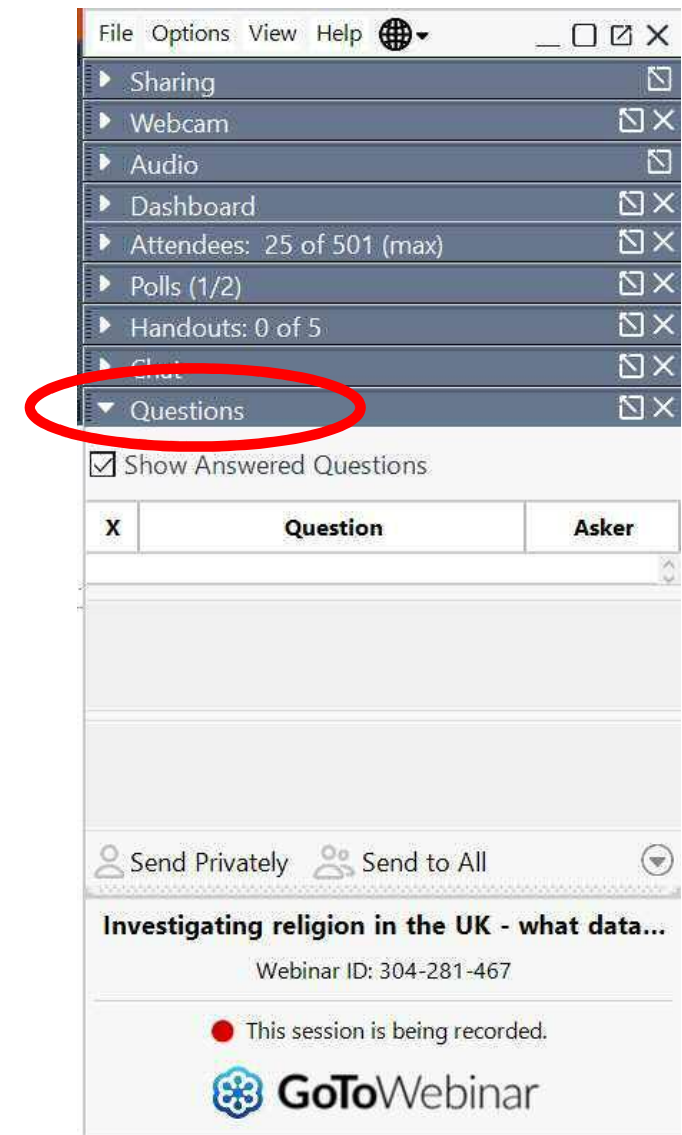 File Options View Help
Sharing
Webcam
Audio
Dashboard
Attendees: 25 of 501 (max)
Polls (1/2)
Handouts: 0 of 5
Chat
Questions
Show Answered Questions
X Question Asker
Send Privately Send to All
Investigating religion in the UK - what data...
Webinar ID: 304-281-467
This session is being recorded.
GoToWebinar